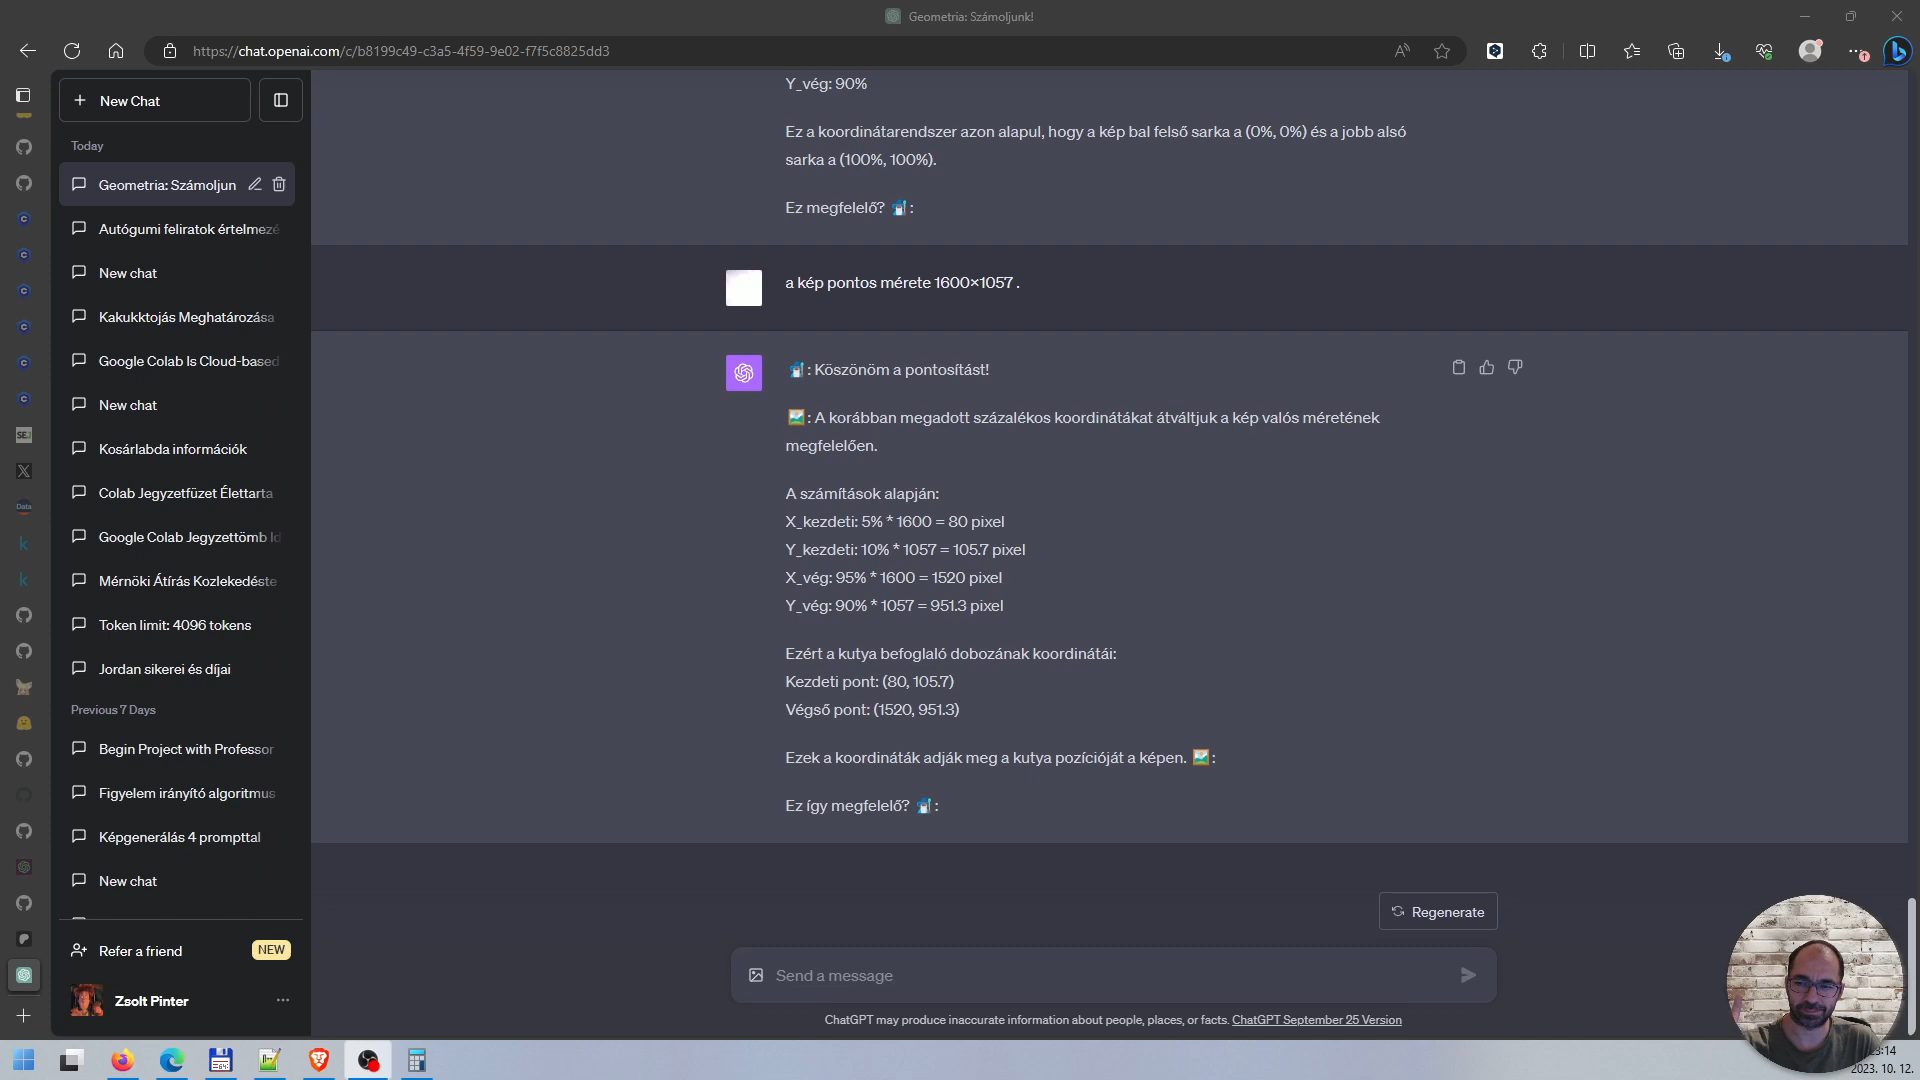 Geometria: Számoljunk!
https://chat.openai.com/c/b8199c49-c3a5-4f59-9e02-f7f5c8825dd3
New Chat
Today
Geometria: Számoljun
Autógumi feliratok értelmezé
New chat
Kakukktojás Meghatározása
Google Colab Is Cloud-based
New chat
Kosárlabda információk
Colab Jegyzetfüzet Élettarta
Google Colab Jegyzettömb Id
Mérnöki Átírás Kozlekedéste
Token limit: 4096 tokens
Jordan sikerei és díjai
Previous 7 Days
Begin Project with Professor
Figyelem irányító algoritmus
Képgenerálás 4 prompttal
New chat
Refer a friend
NEW
Zsolt Pinter
Y_vég: 90%
Ez a koordinátarendszer azon alapul, hogy a kép bal felső sarka a (0%, 0%) és a jobb alsó
sarka a (100%, 100%).
Ez megfelelő? :
a kép pontos mérete 1600×1057 .
: Köszönöm a pontosítást!
: A korábban megadott százalékos koordinátákat átváltjuk a kép valós méretének
megfelelően.
A számítások alapján:
X_kezdeti: 5% * 1600 = 80 pixel
Y_kezdeti: 10% * 1057 = 105.7 pixel
X_vég: 95% * 1600 = 1520 pixel
Y_vég: 90% * 1057 = 951.3 pixel
Ezért a kutya befoglaló dobozának koordinátái:
Kezdeti pont: (80, 105.7)
Végső pont: (1520, 951.3)
Ezek a koordináták adják meg a kutya pozícióját a képen. :
Ez így megfelelő? :
Regenerate
Send a message
ChatGPT may produce inaccurate information about people, places, or facts. ChatGPT September 25 Version
2023. 10. 12.